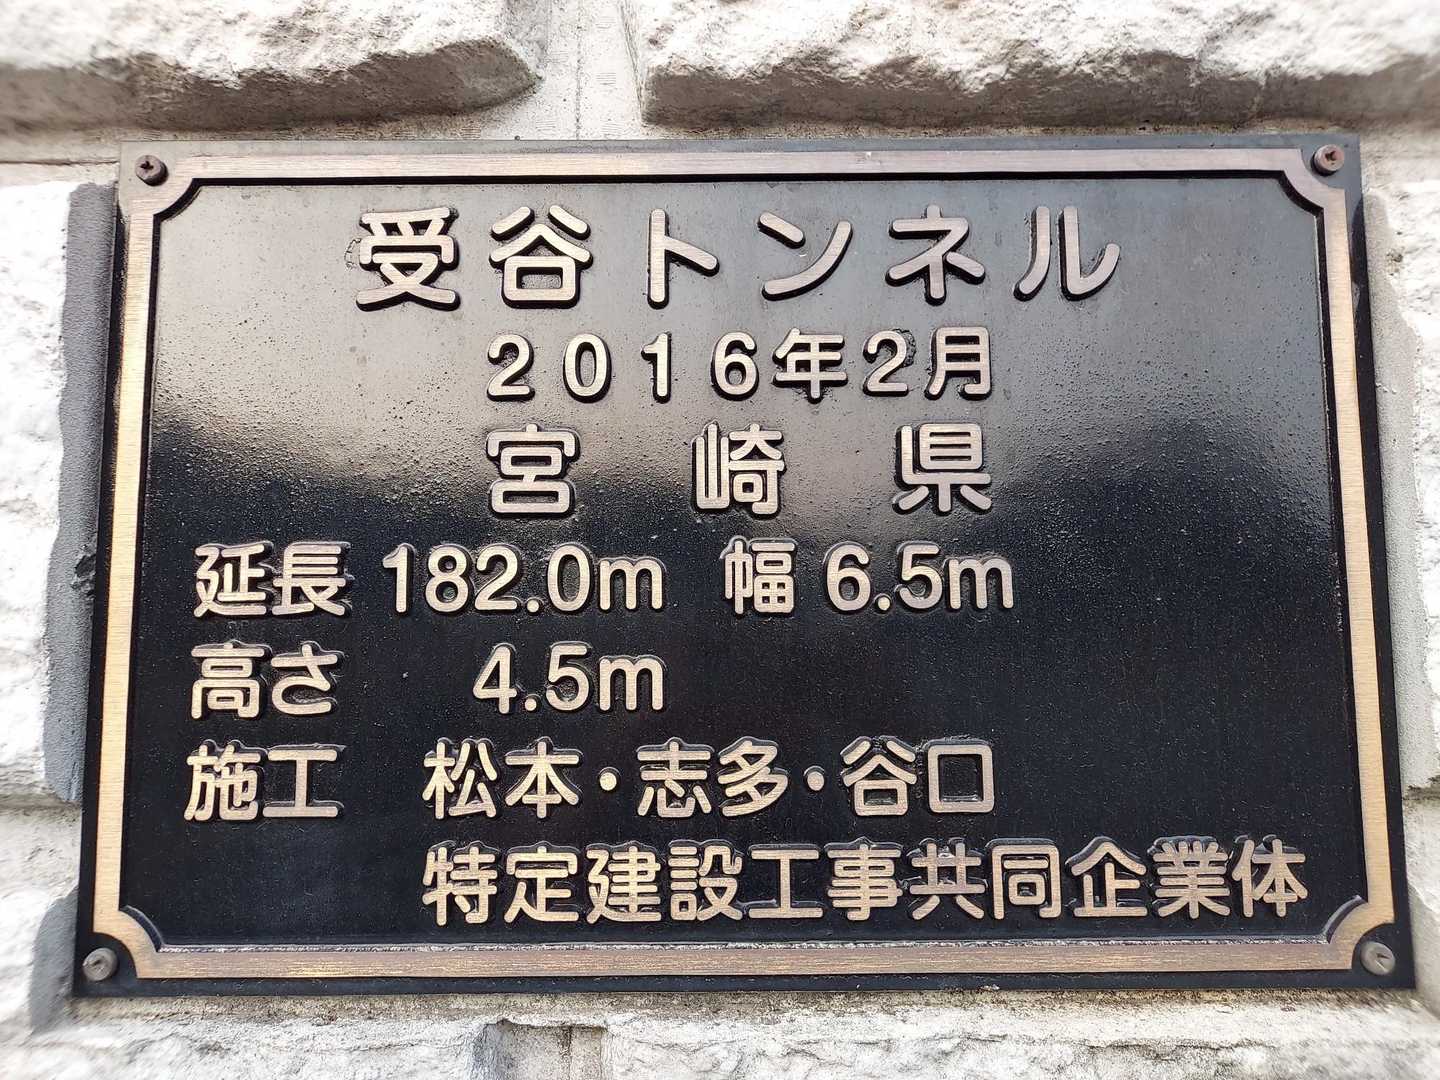 受谷トンネル
2016年2月
宮崎県
延長 182.0m 幅 6.5m
高さ 4.5m
施工 松本・志多・谷口
特定建設工事共同企業体